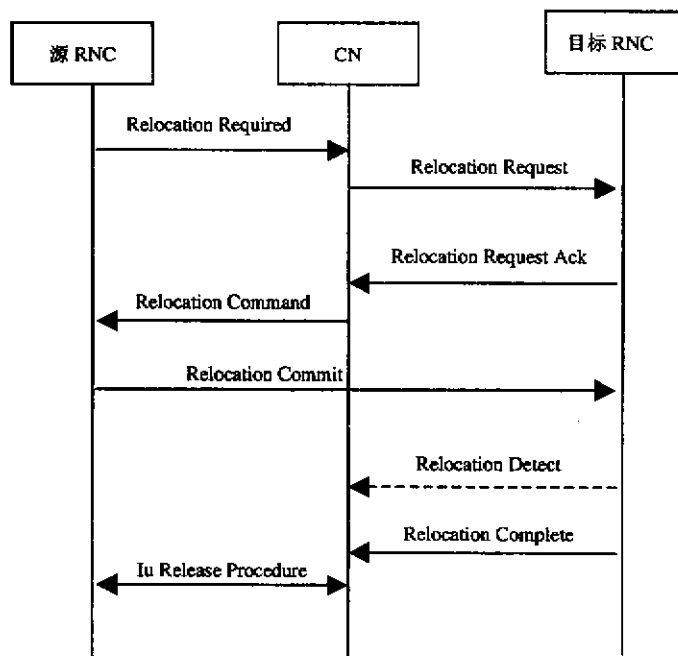 源 RNC
CN
目标 RNC
Relocation Required
Relocation Request
Relocation Request Ack
Relocation Command
Relocation Commit
Relocation Detect
Relocation Complete
Iu Release Procedure